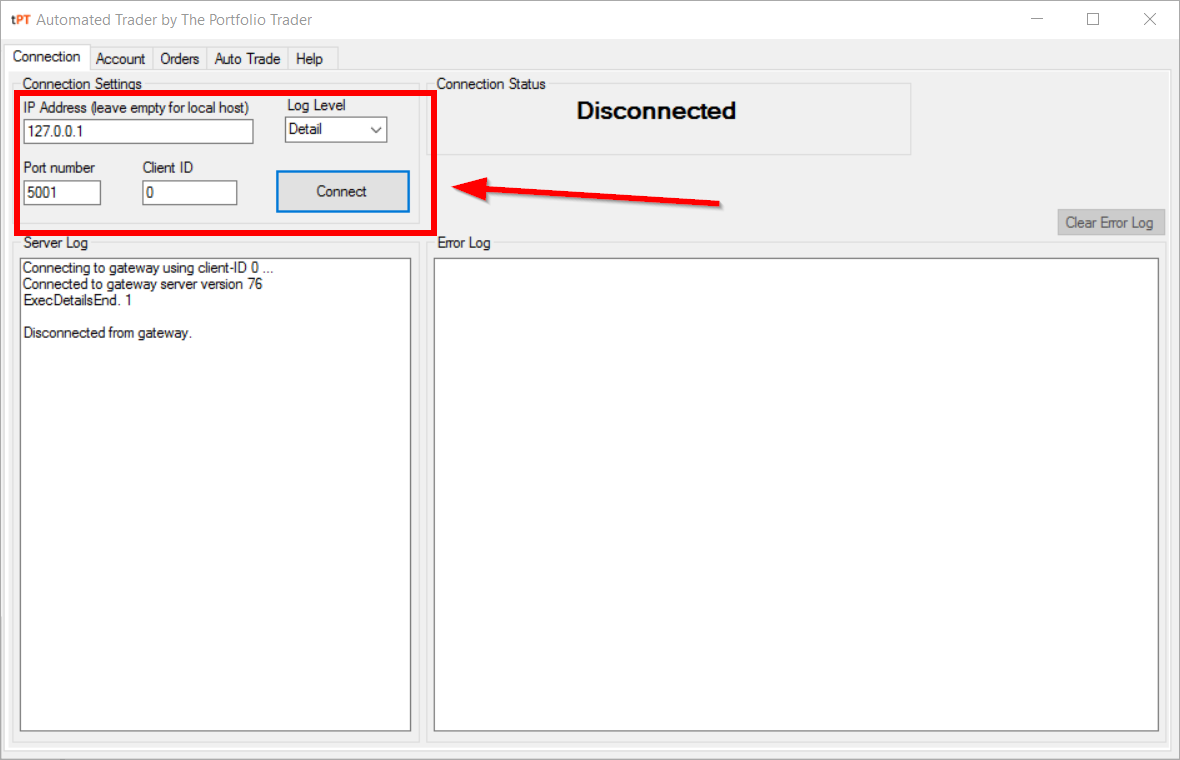 tPT Automated Trader by The Portfolio Trader
Connection Account Orders Auto Trade Help
Connection Settings
IP Address (leave empty for local host)
Log Level
127.0.0.1
Detail
Port number
Client ID
5001
0
Connect
Connection Status
Disconnected
Clear Error Log
Server Log
Connecting to gateway using client-ID 0 ...
Connected to gateway server version 76
ExecDetailsEnd. 1
Disconnected from gateway.
Error Log